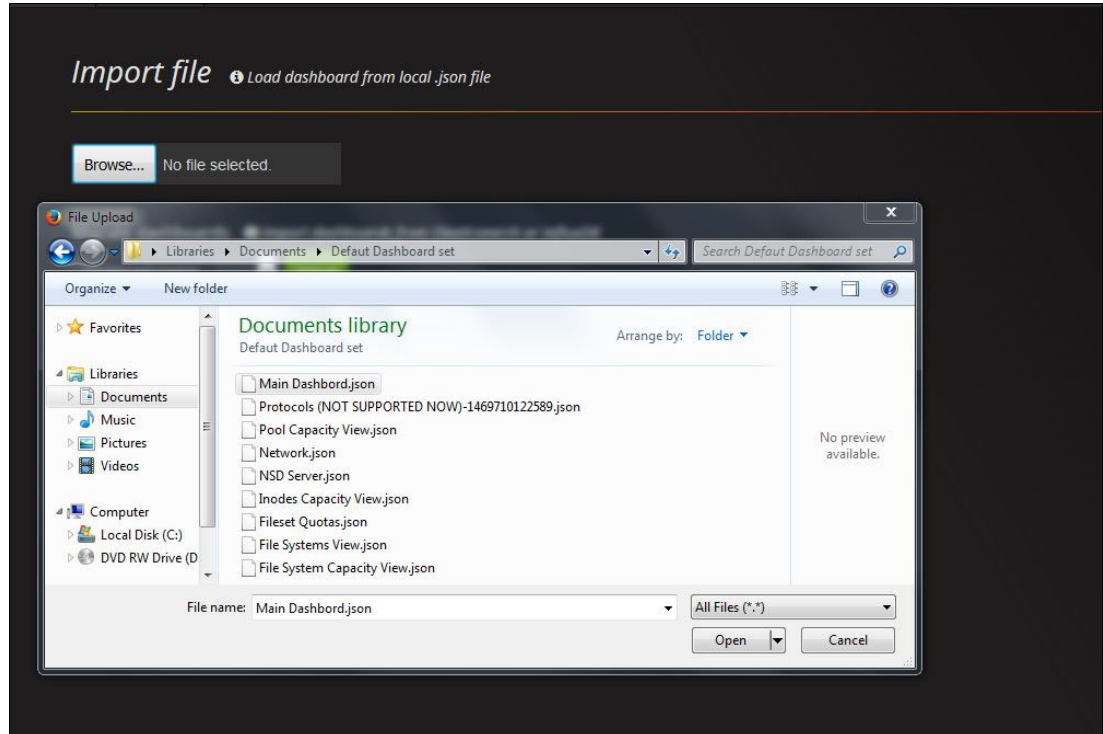 Import file Load dashboard from local .json file
Browse... No file selected.
File Upload
Libraries Documents Defaut Dashboard set Search Defaut Dashboard set
Organize New folder
Favorites
Libraries
Documents
Music
Pictures
Videos
Computer
Local Disk (C:)
DVD RW Drive (D
Documents library
Defaut Dashboard set
Arrange by: Folder
Main Dashbord.json
Protocols (NOT SUPPORTED NOW)-1469710122589.json
Pool Capacity View.json
Network.json
NSD Server.json
Inodes Capacity View.json
Fileset Quotas.json
File Systems View.json
File System Capacity View.json
No preview
available.
File name: Main Dashbord.json All Files (*.*)
Open Cancel